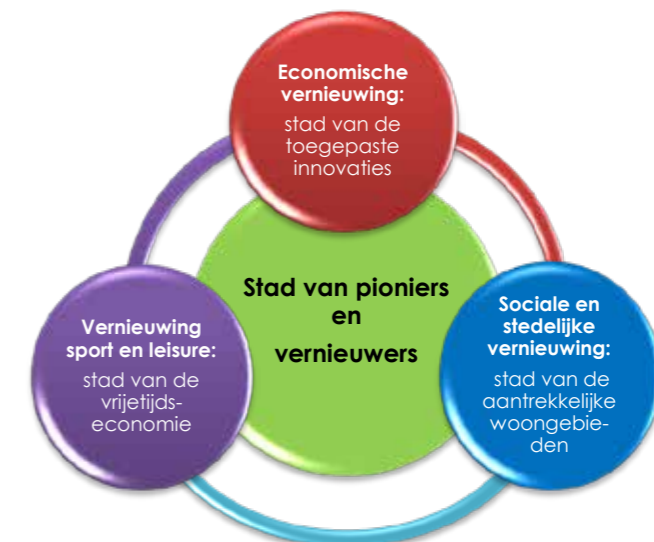 Economische
vernieuwing:
stad van de
toegepaste
innovaties
Stad van pioniers
en
vernieuwers
Vernieuwing
sport en leisure:
stad van de
vrijetijds-
economie
Sociale en
stedelijke
vernieuwing:
stad van de
aantrekkelijke
woongebie-
den